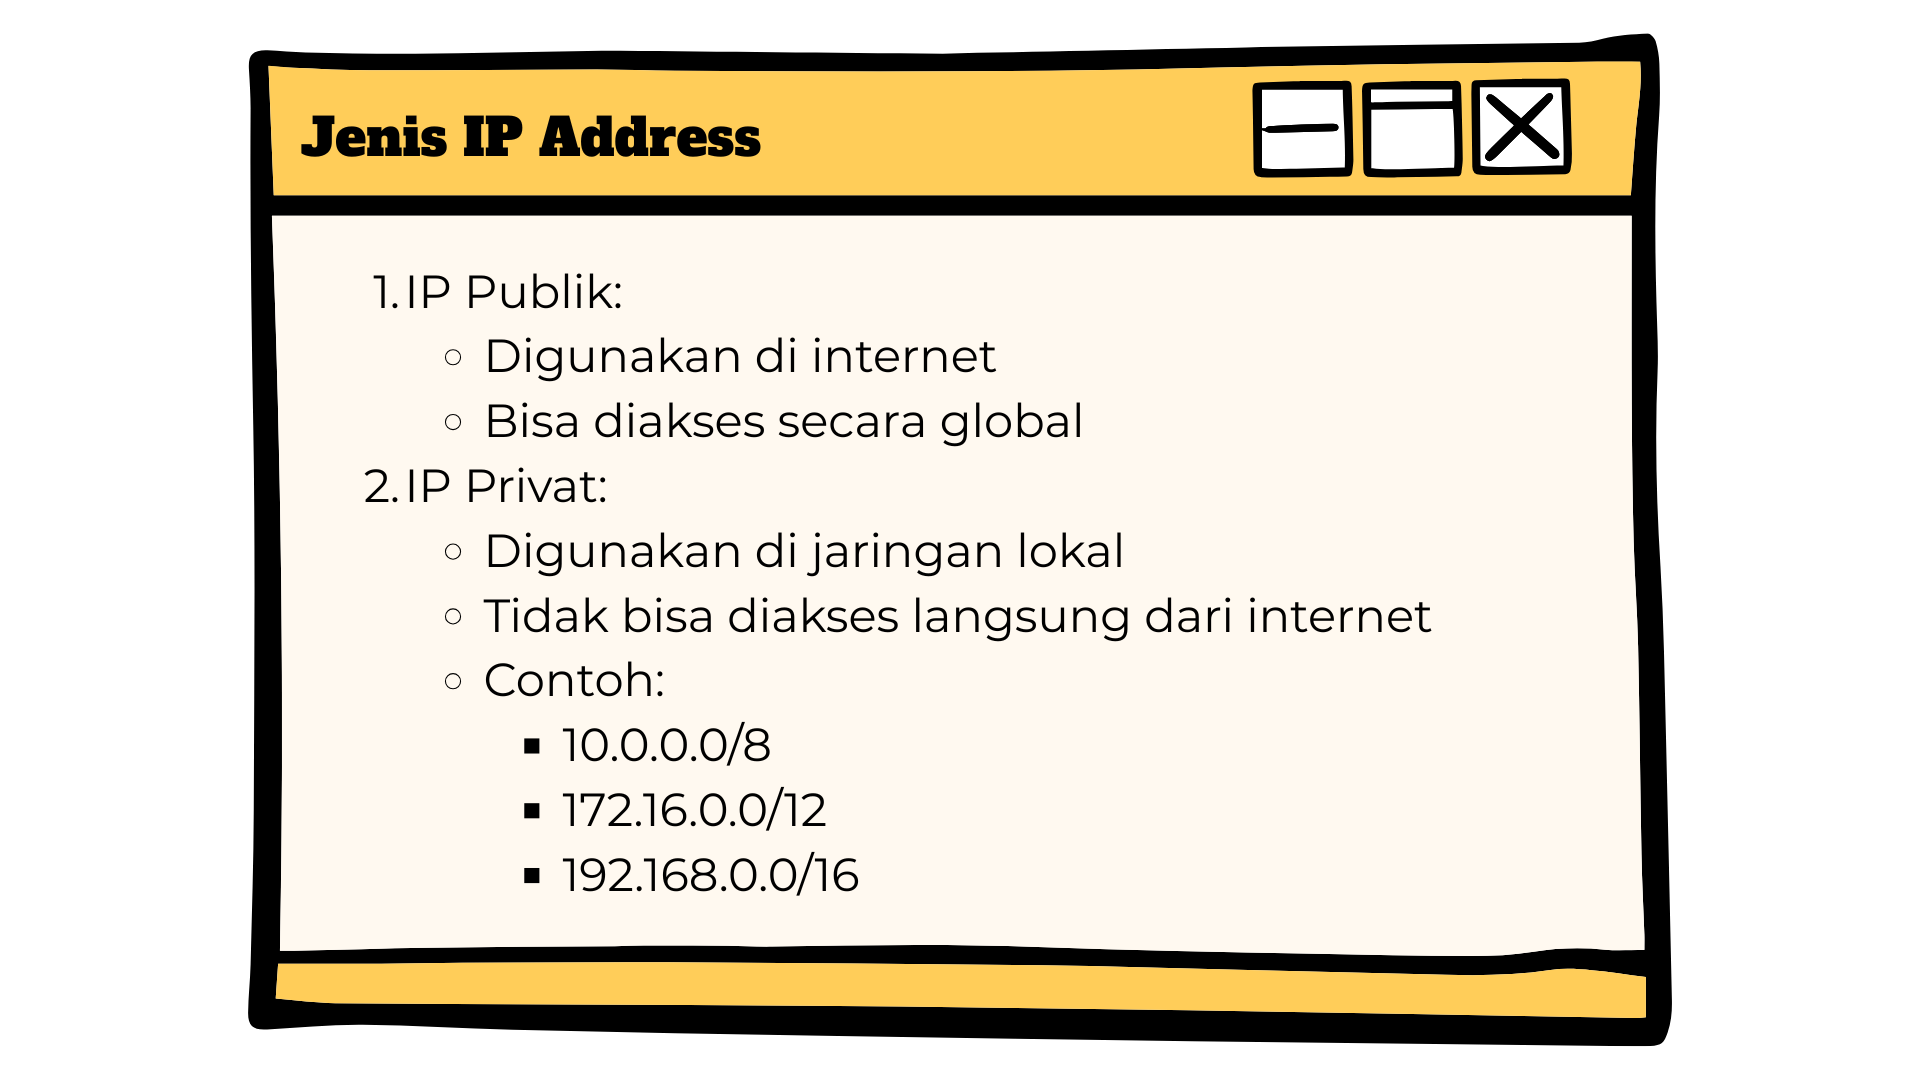 Jenis IP Address
1. IP Publik:
○ Digunakan di internet
○ Bisa diakses secara global
2. IP Privat:
○ Digunakan di jaringan lokal
○ Tidak bisa diakses langsung dari internet
○ Contoh:
▪ 10.0.0.0/8
▪ 172.16.0.0/12
▪ 192.168.0.0/16